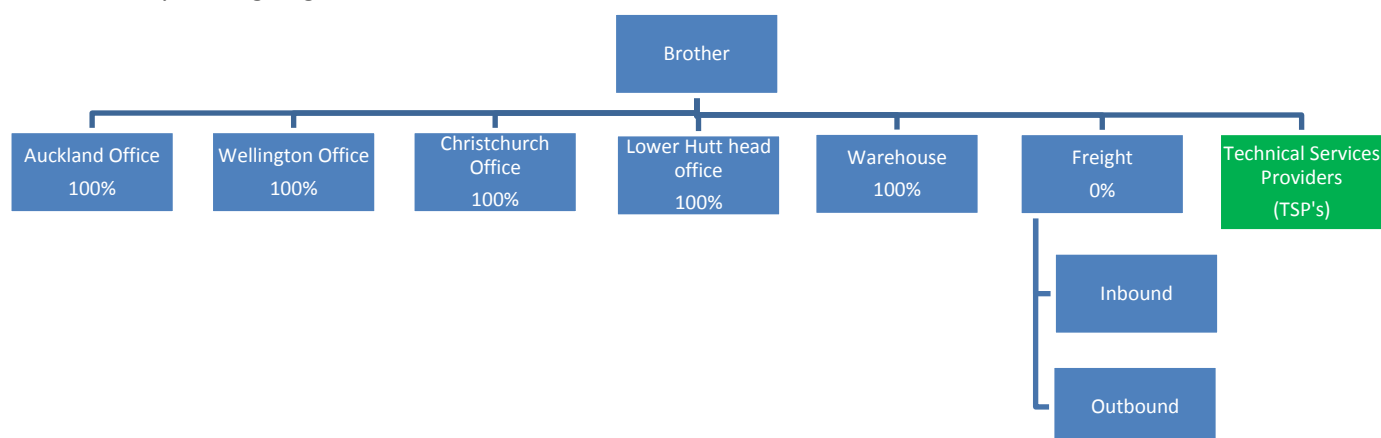 Brother
Auckland Office
100%
Wellington Office
100%
Christchurch
Office
100%
Lower Hutt head
office
100%
Warehouse
100%
Freight
0%
Technical Services
Providers
(TSP's)
Inbound
Outbound